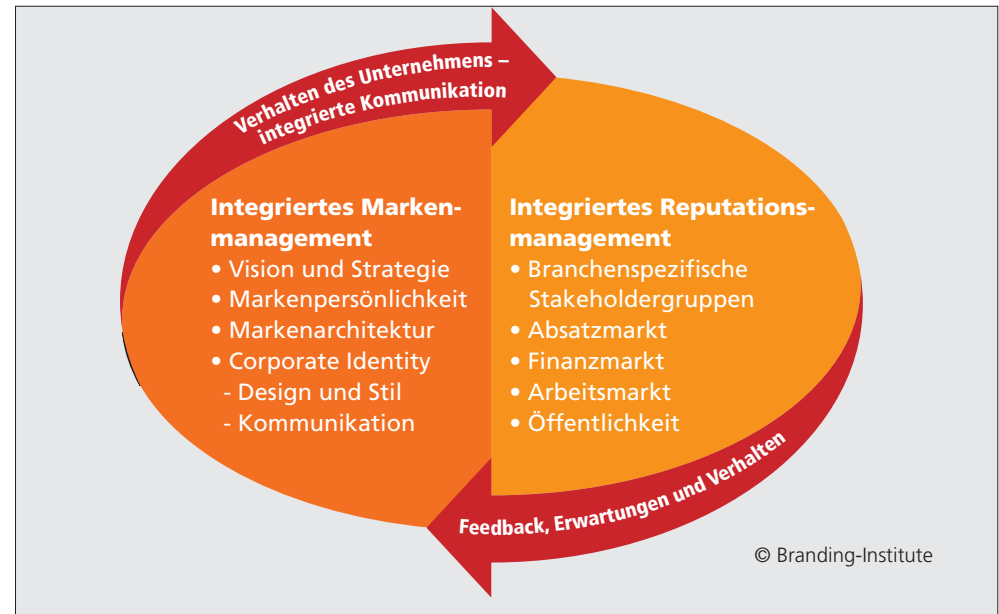 Verhalten des Unternehmens –
integrierte Kommunikation
Integriertes Marken-
management
• Vision und Strategie
• Markenpersönlichkeit
• Markenarchitektur
• Corporate Identity
- Design und Stil
- Kommunikation
Integriertes Reputations-
management
• Branchenspezifische
Stakeholdergruppen
• Absatzmarkt
• Finanzmarkt
• Arbeitsmarkt
• Öffentlichkeit
Feedback, Erwartungen und Verhalten
© Branding-Institute